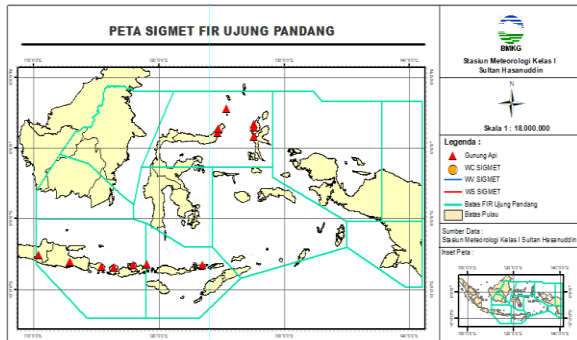 PETA SIGMET FIR UJUNG PANDANG
BMKG
Stasiun Meteorologi Kelas I
Sultan Hasanuddin
N
Skala 1 : 18.000.000
Legenda :
Gunung Api
WC SIGMET
WV SIGMET
WS SIGMET
Batas FIR Ujung Pandang
Batas Pulau
Sumber Data :
Stasiun Meteorologi Kelas I Sultan Hasanuddin
Inset Peta :